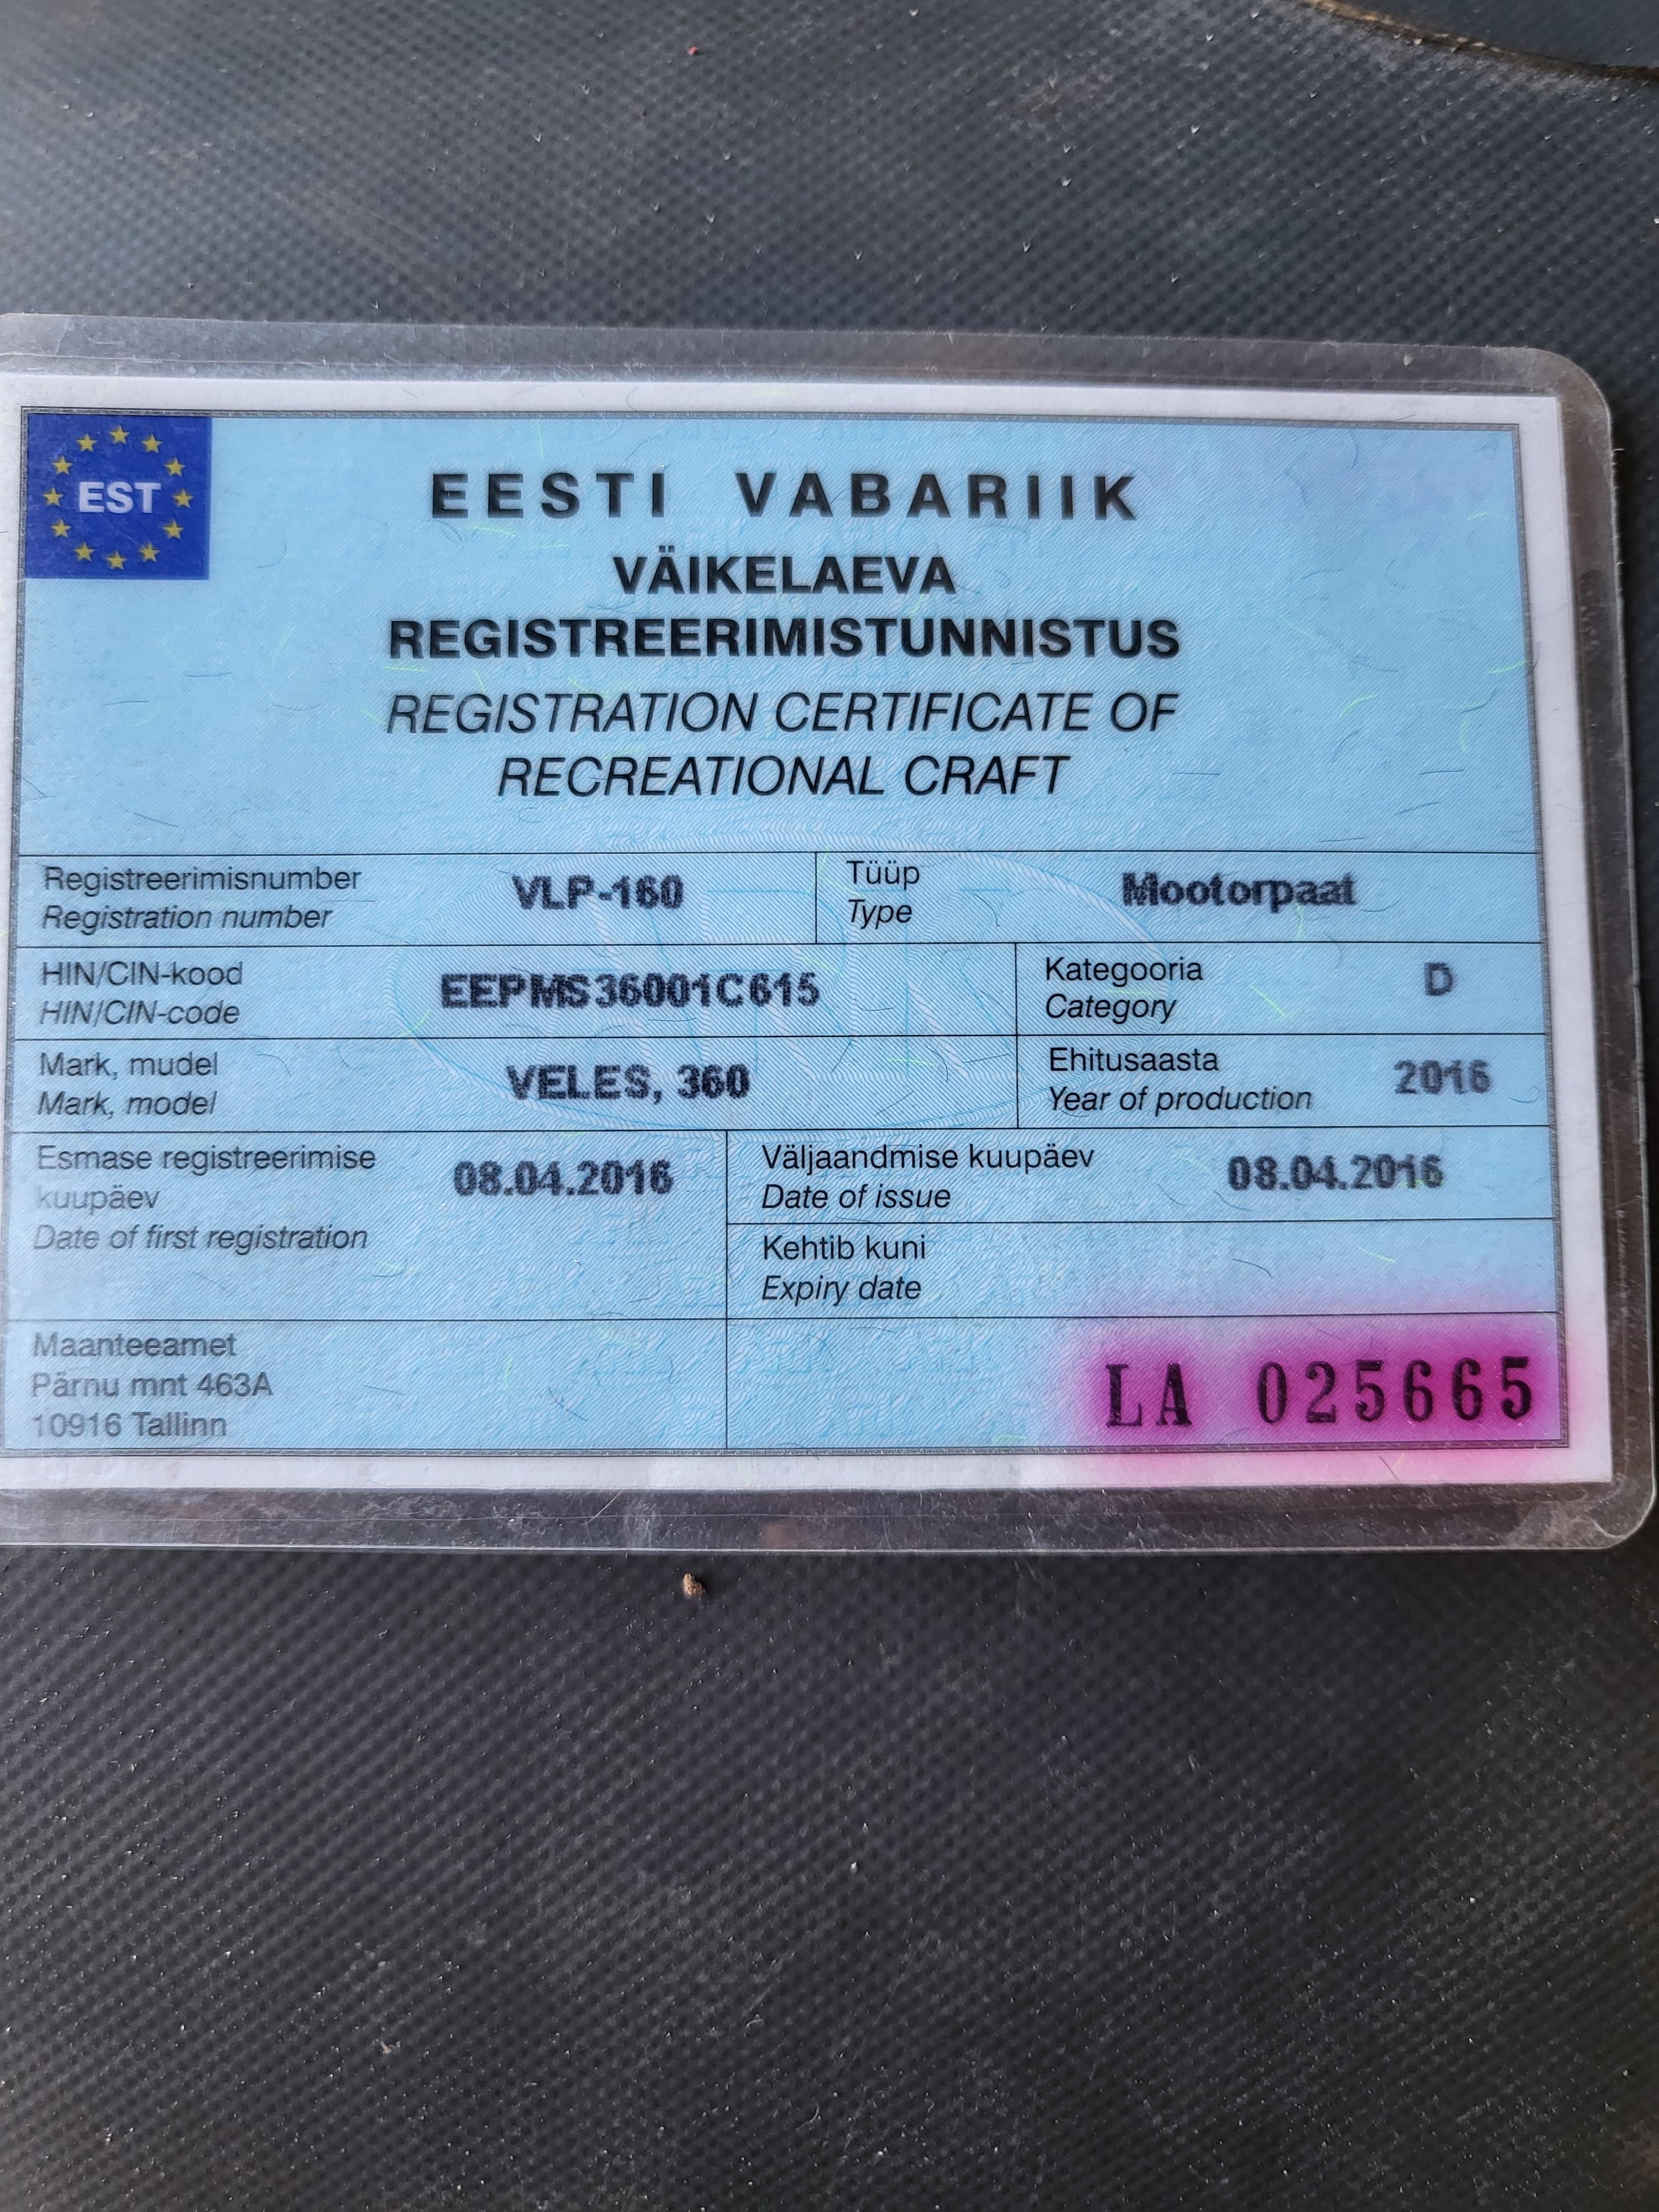 EST
EESTI VABARIIK
VÄIKELAEVA
REGISTREERIMISTUNNISTUS
REGISTRATION CERTIFICATE OF
RECREATIONAL CRAFT
Registreerimisnumber
Registration number
VLP-160
Tüüp
Type
Mootorpaat
HIN/CIN-kood
HIN/CIN-code
EEPMS36001C615
Kategooria
Category
D
Mark, mudel
Mark, model
VELES, 360
Ehitusaasta
Year of production
2016
Esmase registreerimise
kuupäev
Date of first registration
08.04.2016
Väljaandmise kuupäev
Date of issue
08.04.2016
Kehtib kuni
Expiry date
Maanteeamet
Pärnu mnt 463A
10916 Tallinn
LA 025665